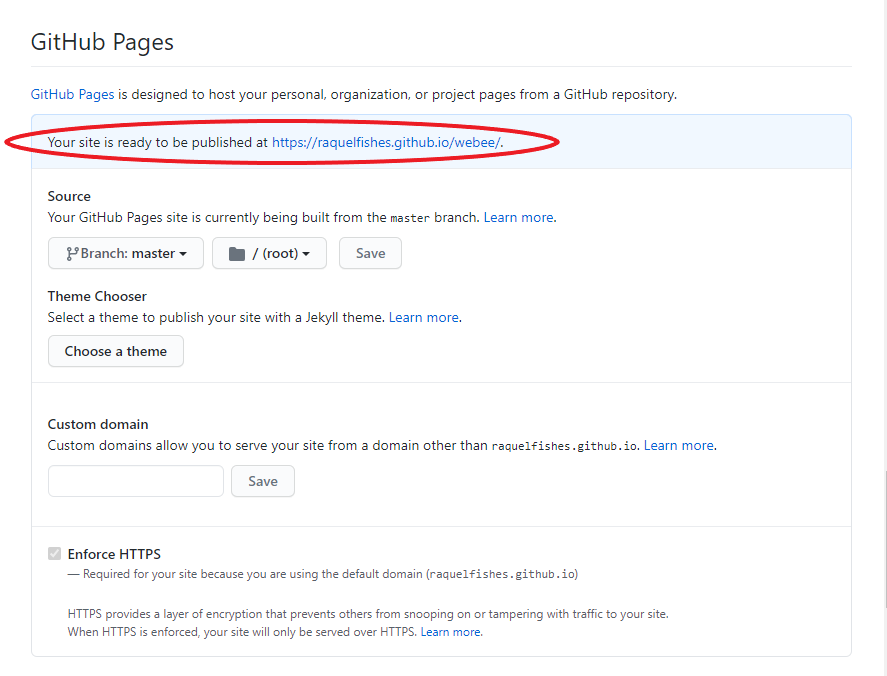 GitHub Pages
GitHub Pages is designed to host your personal, organization, or project pages from a GitHub repository.
Your site is ready to be published at https://raquelfishes.github.io/webee/.
Source
Your GitHub Pages site is currently being built from the master branch. Learn more.
Branch: master / (root) Save
Theme Chooser
Select a theme to publish your site with a Jekyll theme. Learn more.
Choose a theme
Custom domain
Custom domains allow you to serve your site from a domain other than raquelfishes.github.io. Learn more.
Save
Enforce HTTPS
— Required for your site because you are using the default domain (raquelfishes.github.io)
HTTPS provides a layer of encryption that prevents others from snooping on or tampering with traffic to your site.
When HTTPS is enforced, your site will only be served over HTTPS. Learn more.